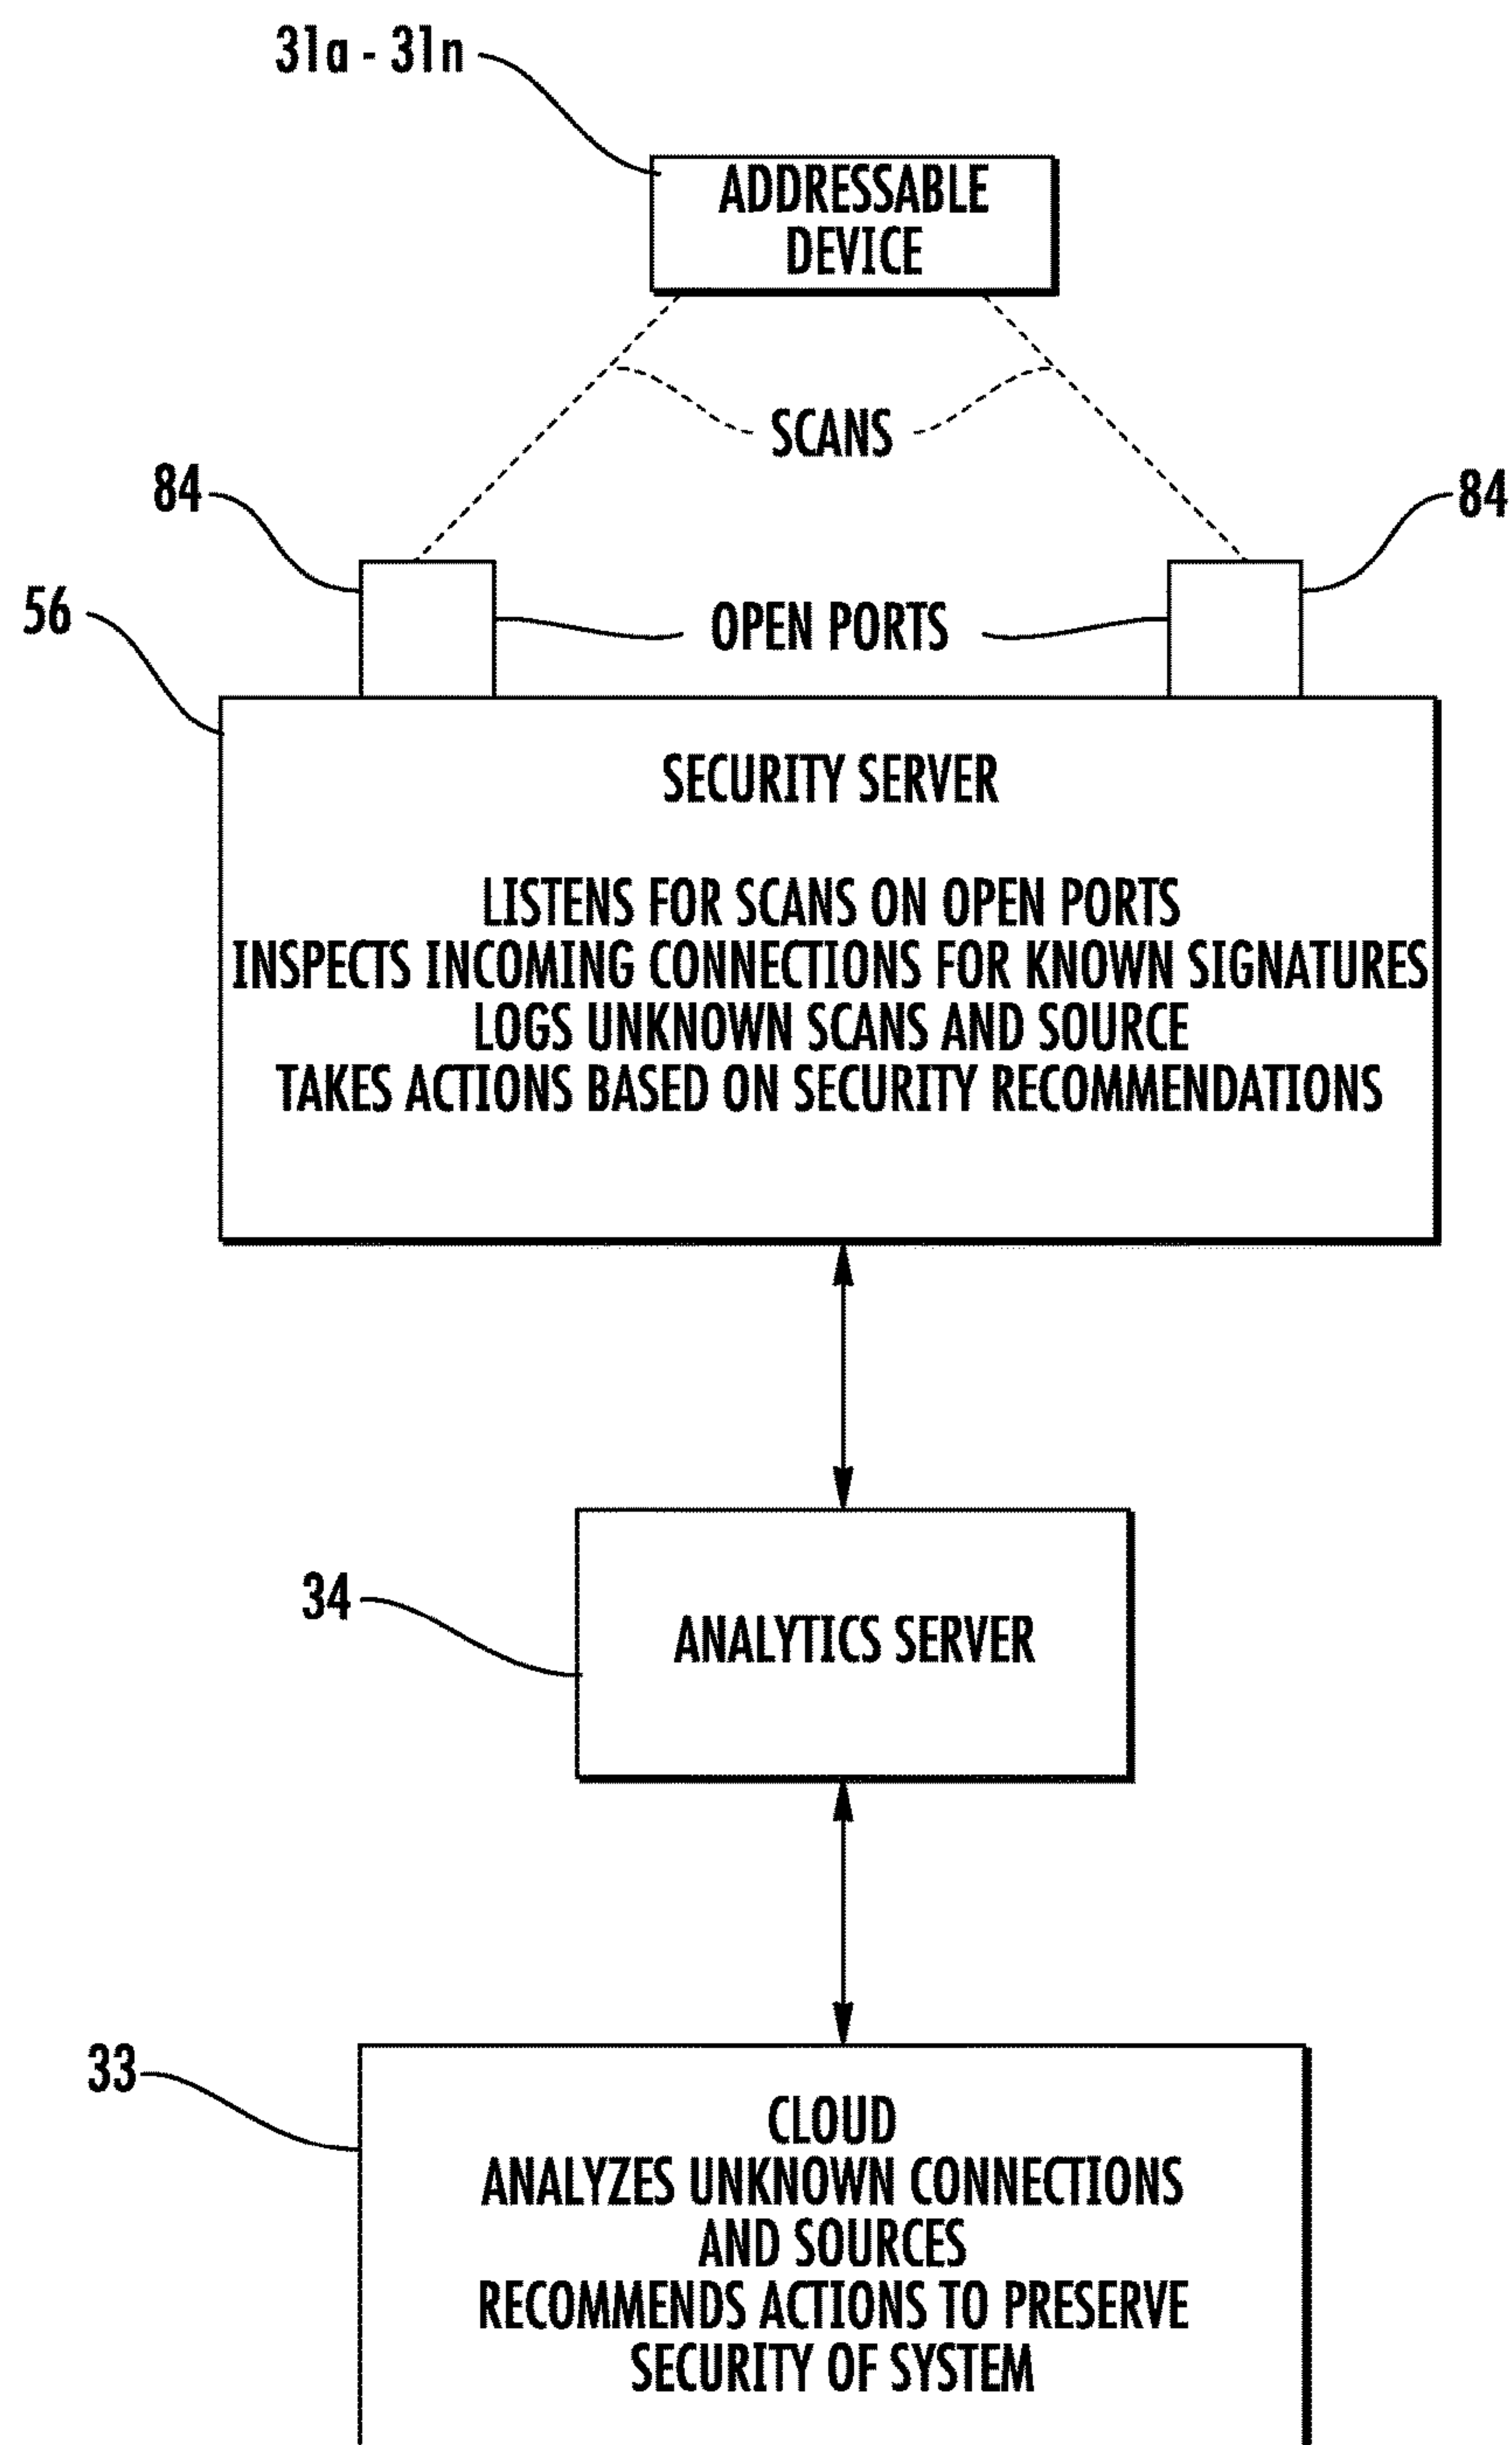 31a - 31n
ADDRESSABLE
DEVICE
SCANS
84
84
56
OPEN PORTS
SECURITY SERVER
LISTENS FOR SCANS ON OPEN PORTS
INSPECTS INCOMING CONNECTIONS FOR KNOWN SIGNATURES
LOGS UNKNOWN SCANS AND SOURCE
TAKES ACTIONS BASED ON SECURITY RECOMMENDATIONS
34
ANALYTICS SERVER
33
CLOUD
ANALYZES UNKNOWN CONNECTIONS
AND SOURCES
RECOMMENDS ACTIONS TO PRESERVE
SECURITY OF SYSTEM